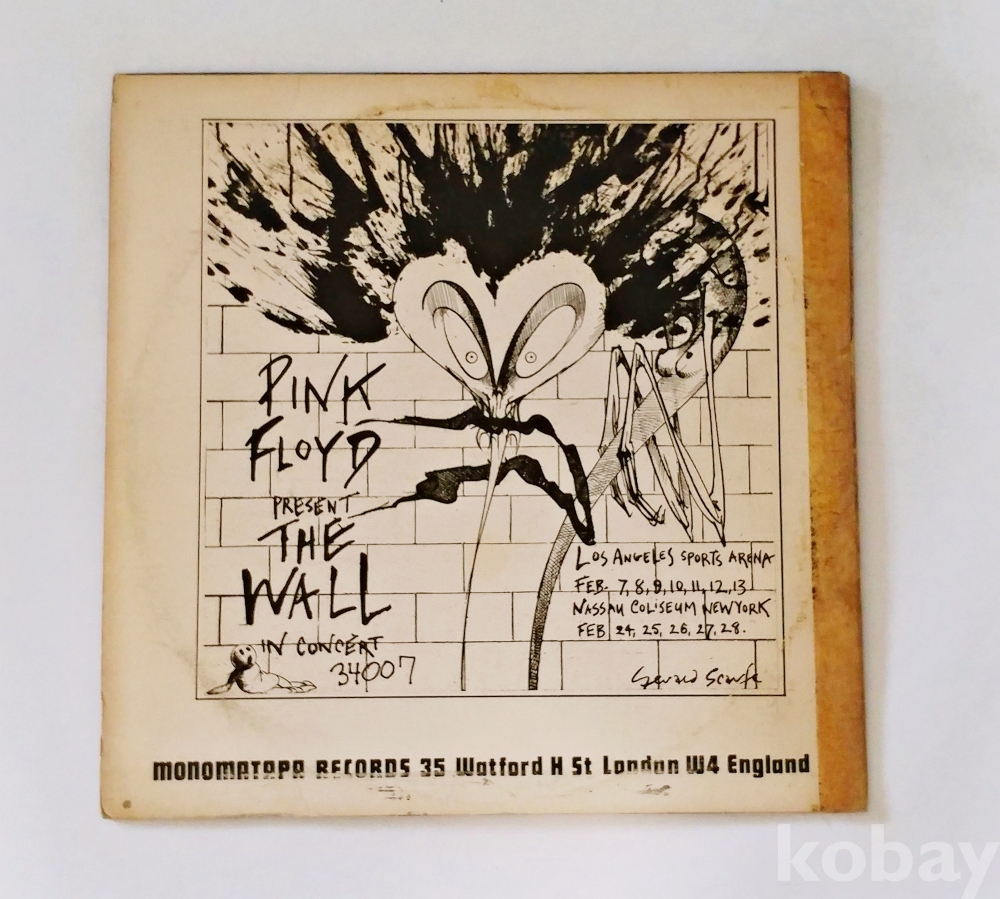 PINK
FLOYD
PRESENT
THE
WALL
IN CONCERT
34007
LOS ANGELES SPORTS ARENA
FEB. 7, 8, 9, 10, 11, 12, 13
NASSAU COLISEUM NEW YORK
FEB 24, 25, 26, 27, 28.
Gerald Scarfe
MONOMATAPA RECORDS 35 Watford H St London W4 England
kobay